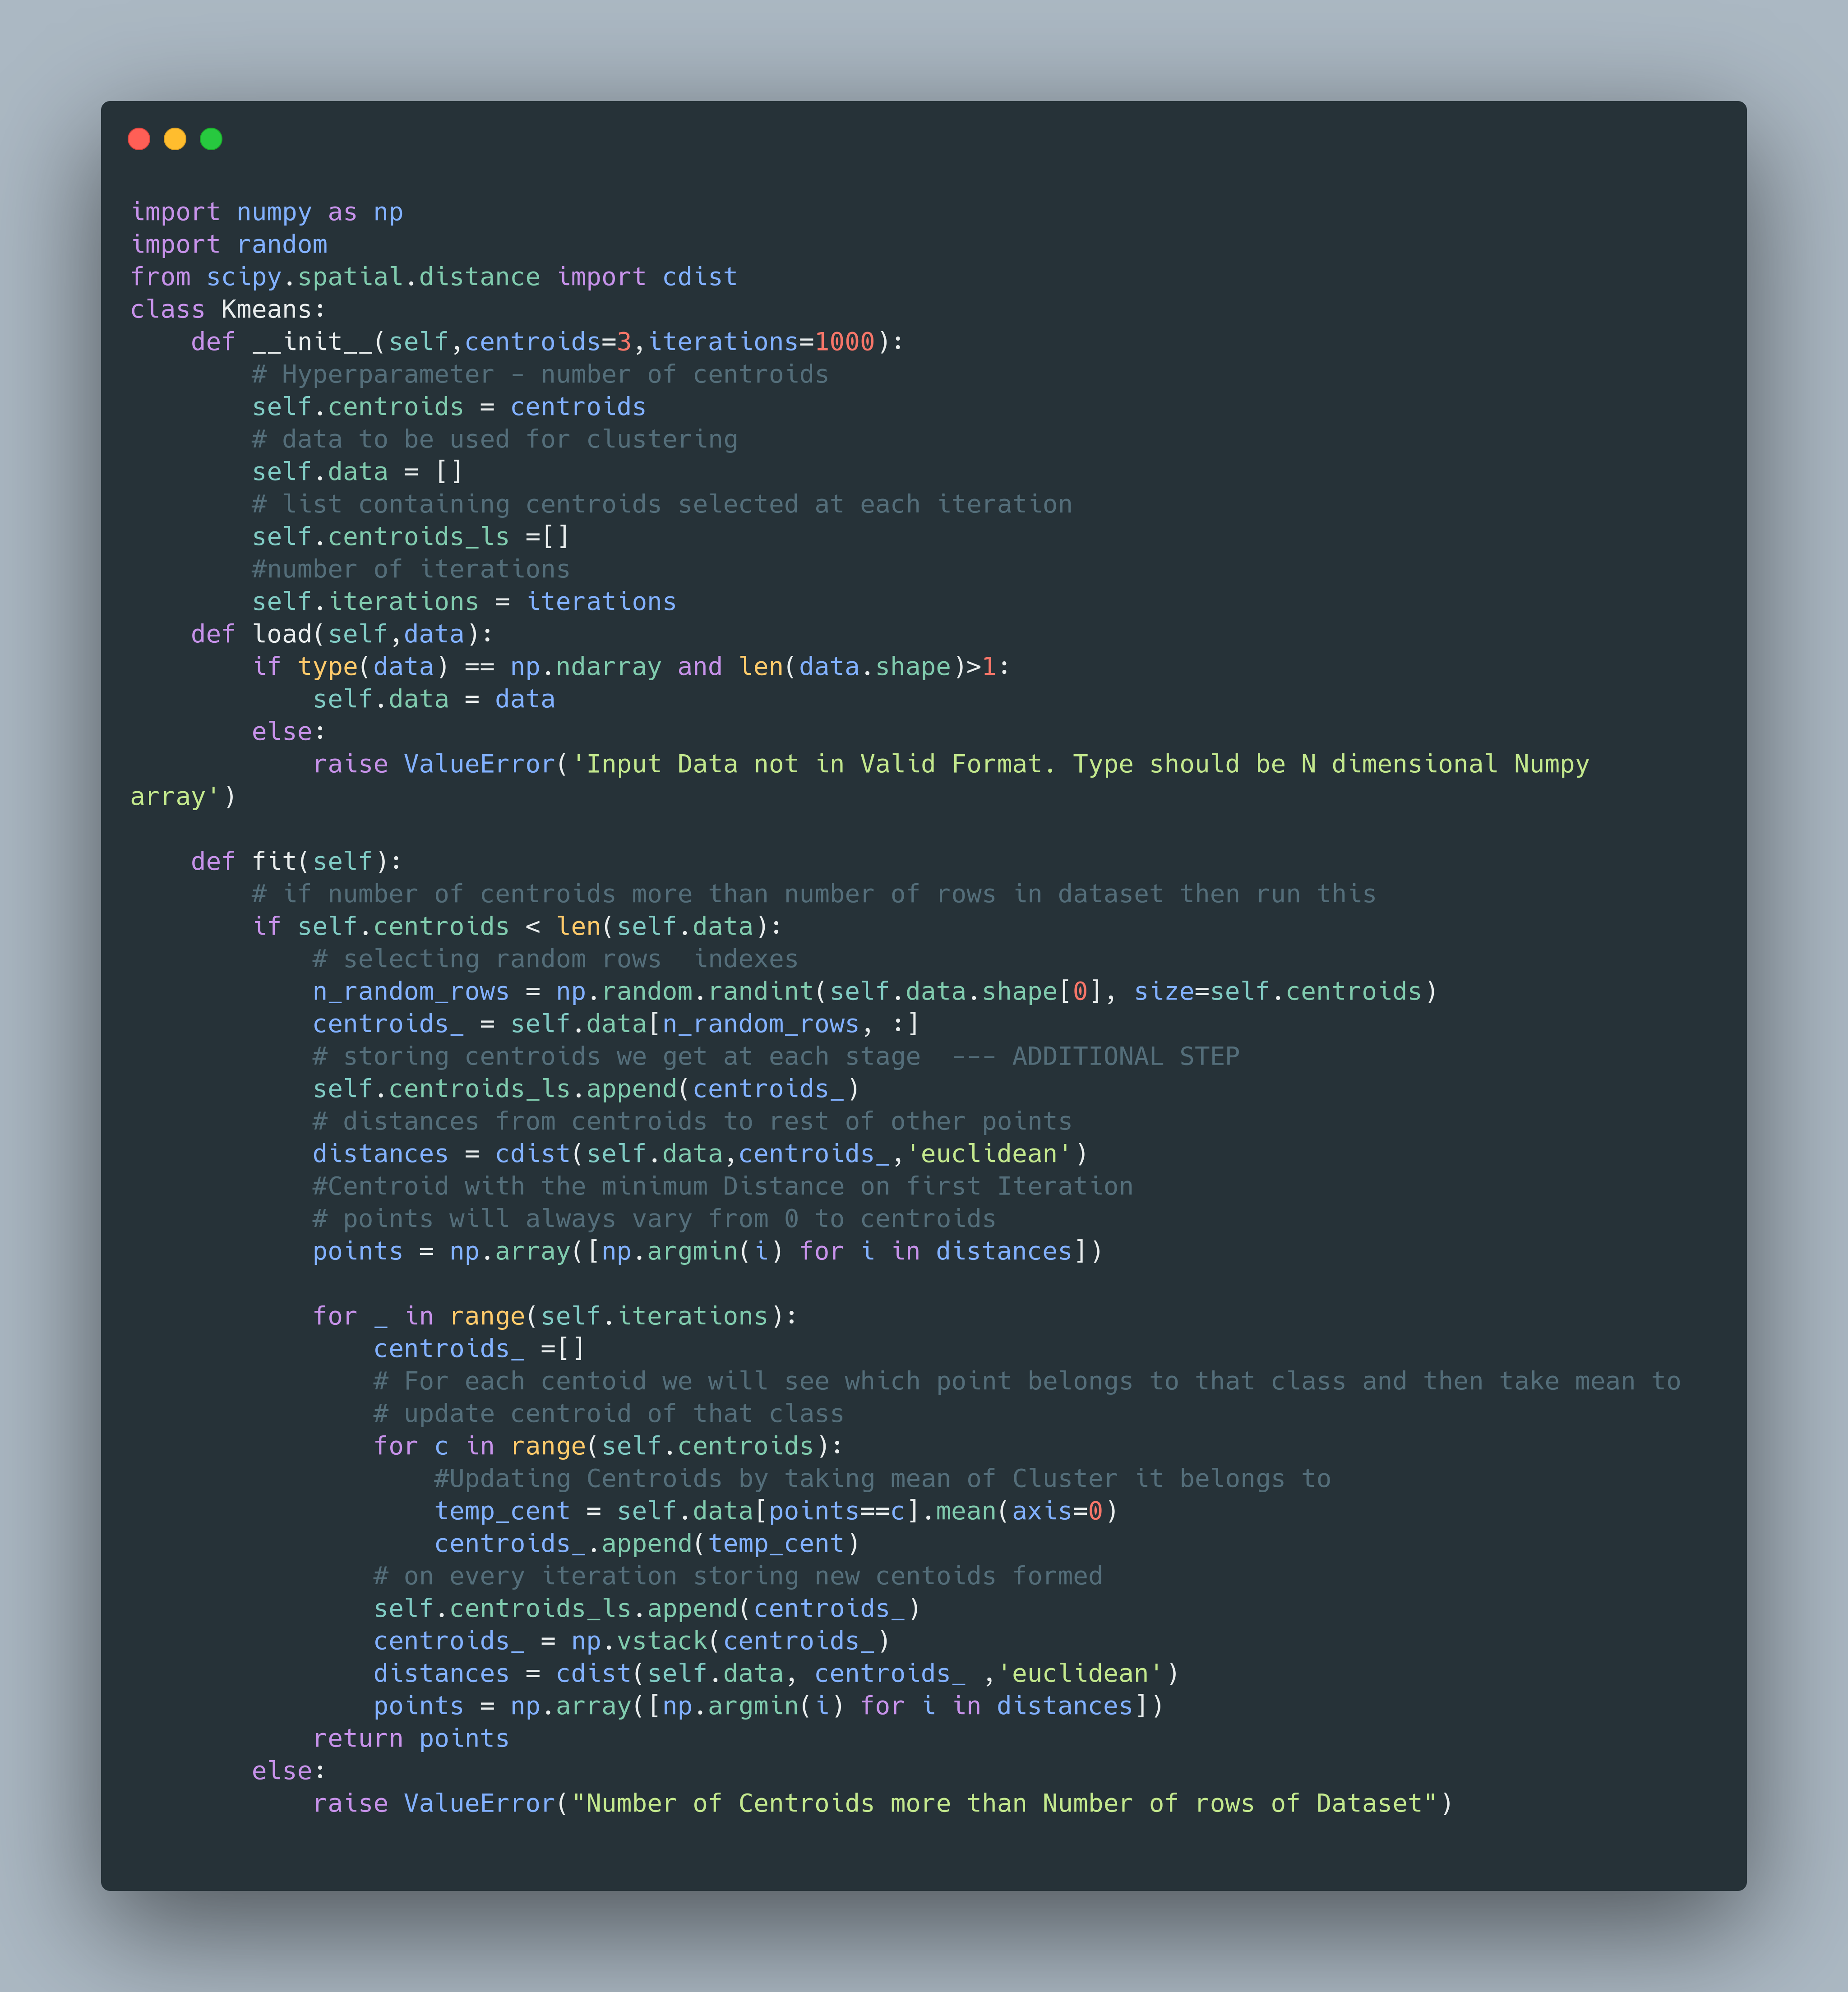 import numpy as np
import random
from scipy.spatial.distance import cdist
class Kmeans:
    def __init__(self,centroids=3,iterations=1000):
        # Hyperparameter - number of centroids
        self.centroids = centroids
        # data to be used for clustering
        self.data = []
        # list containing centroids selected at each iteration
        self.centroids_ls =[]
        #number of iterations
        self.iterations = iterations
    def load(self,data):
        if type(data) == np.ndarray and len(data.shape)>1:
            self.data = data
        else:
            raise ValueError('Input Data not in Valid Format. Type should be N dimensional Numpy
array')

    def fit(self):
        # if number of centroids more than number of rows in dataset then run this
        if self.centroids < len(self.data):
            # selecting random rows  indexes
            n_random_rows = np.random.randint(self.data.shape[0], size=self.centroids)
            centroids_ = self.data[n_random_rows, :]
            # storing centroids we get at each stage  --- ADDITIONAL STEP
            self.centroids_ls.append(centroids_)
            # distances from centroids to rest of other points
            distances = cdist(self.data,centroids_,'euclidean')
            #Centroid with the minimum Distance on first Iteration
            # points will always vary from 0 to centroids
            points = np.array([np.argmin(i) for i in distances])

            for _ in range(self.iterations):
                centroids_ =[]
                # For each centoid we will see which point belongs to that class and then take mean to
                # update centroid of that class
                for c in range(self.centroids):
                    #Updating Centroids by taking mean of Cluster it belongs to
                    temp_cent = self.data[points==c].mean(axis=0)
                    centroids_.append(temp_cent)
                # on every iteration storing new centoids formed
                self.centroids_ls.append(centroids_)
                centroids_ = np.vstack(centroids_)
                distances = cdist(self.data, centroids_ ,'euclidean')
                points = np.array([np.argmin(i) for i in distances])
            return points
        else:
            raise ValueError("Number of Centroids more than Number of rows of Dataset")